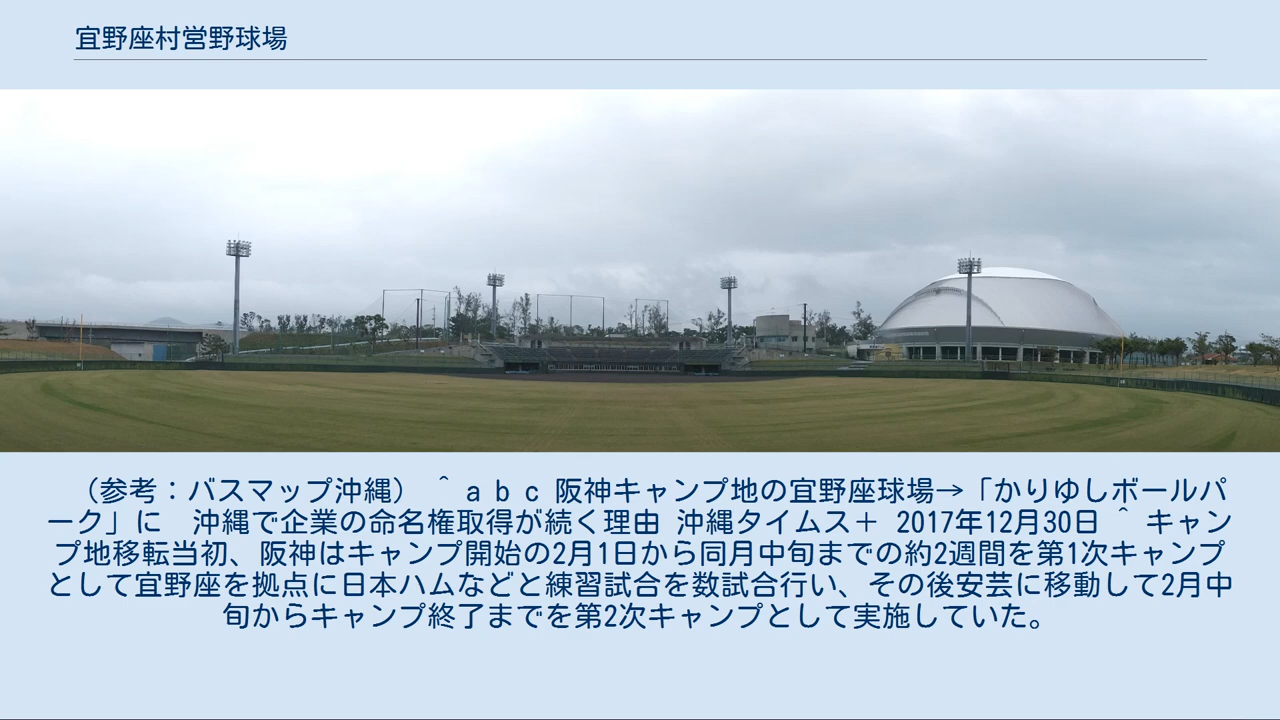 宜野座村営野球場
（参考：バスマップ沖縄） ^ a b c 阪神キャンプ地の宜野座球場→「かりゆしボールパ
ーク」に　沖縄で企業の命名権取得が続く理由 沖縄タイムス＋ 2017年12月30日 ^ キャン
プ地移転当初、阪神はキャンプ開始の2月1日から同月中旬までの約2週間を第1次キャンプ
として宜野座を拠点に日本ハムなどと練習試合を数試合行い、その後安芸に移動して2月中
旬からキャンプ終了までを第2次キャンプとして実施していた。